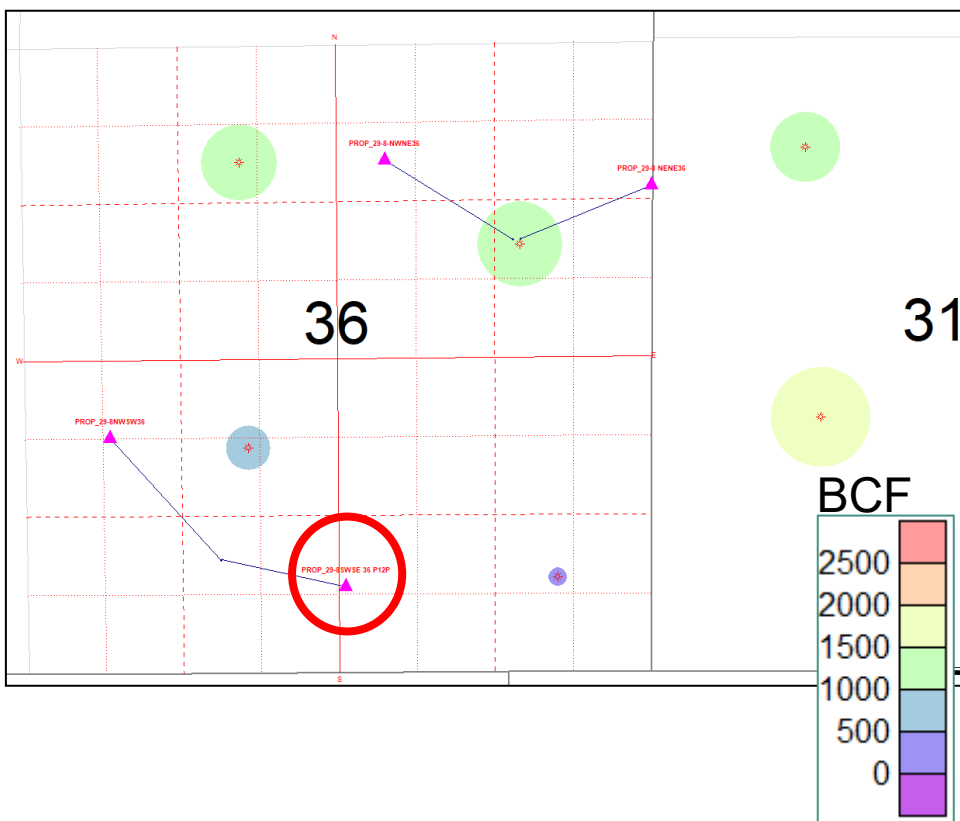 N
PROP_29-8-NWNE36
PROP_29-8 NENE36
36
31
W
E
PROP_29-8NWSW36
BCF
PROP_29-8SWSE 36 P12P
S
2500
2000
1500
1000
500
0